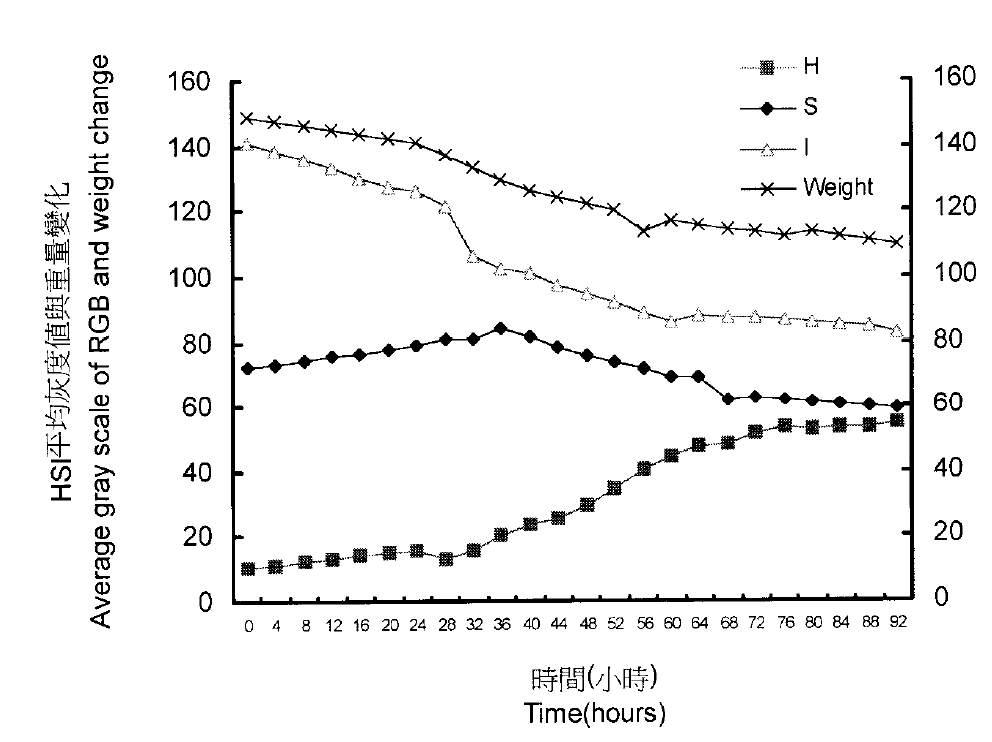 HSI平均灰度值與重量變化
Average gray scale of RGB and weight change
160
140
120
100
80
60
40
20
0
H
S
I
Weight
160
140
120
100
80
60
40
20
0
0 4 8 12 16 20 24 28 32 36 40 44 48 52 56 60 64 68 72 76 80 84 88 92
時間(小時)
Time(hours)